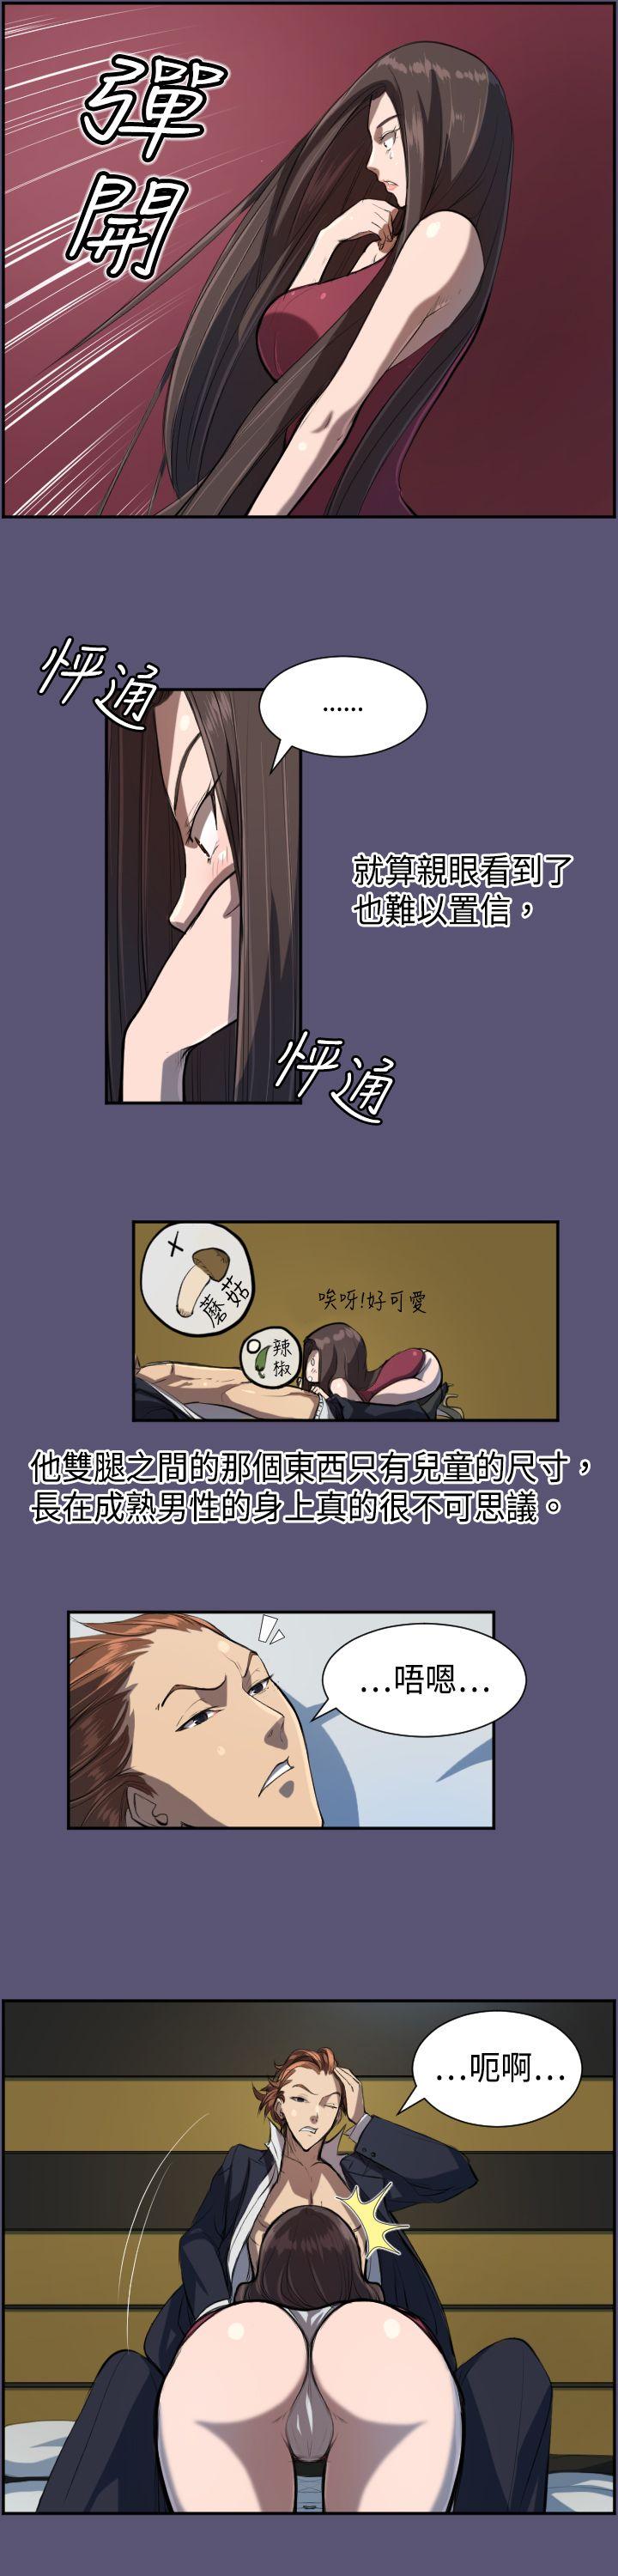 彈
開
怦通
......
就算親眼看到了
也難以置信，
怦通
蘑菇
唉呀!好可愛
辣椒
他雙腿之間的那個東西只有兒童的尺寸，
長在成熟男性的身上真的很不可思議。
...唔嗯...
...呃啊...